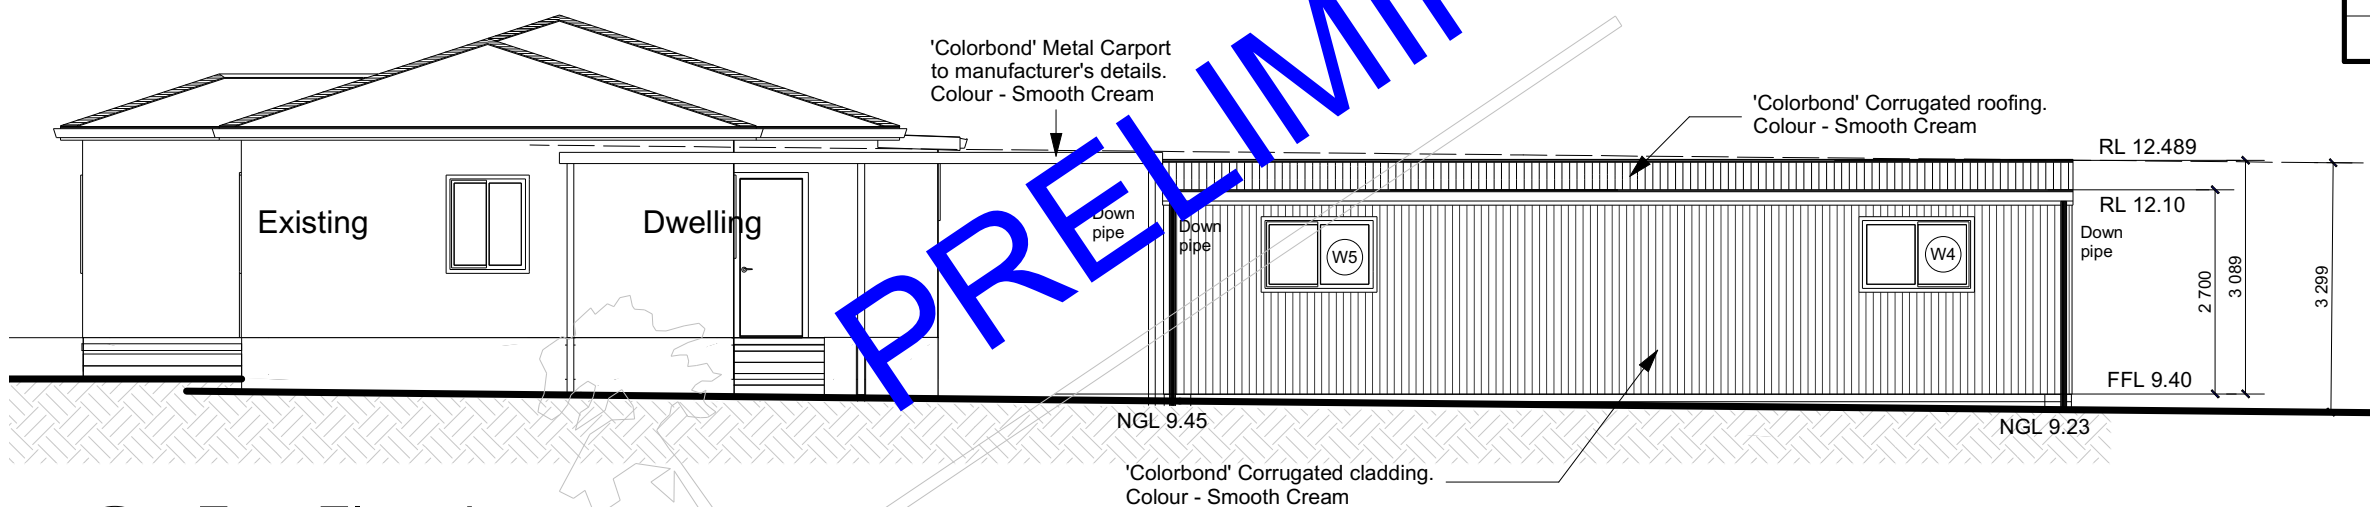 'Colorbond' Metal Carport
to manufacturer's details.
Colour - Smooth Cream
PRELIMI
'Colorbond' Corrugated roofing.
Colour - Smooth Cream
RL 12.489
RL 12.10
Existing
Dwelling
Down
pipe
Down
pipe
W5
W4
Down
pipe
2 700
3 089
3 299
FFL 9.40
NGL 9.45
NGL 9.23
'Colorbond' Corrugated cladding.
Colour - Smooth Cream